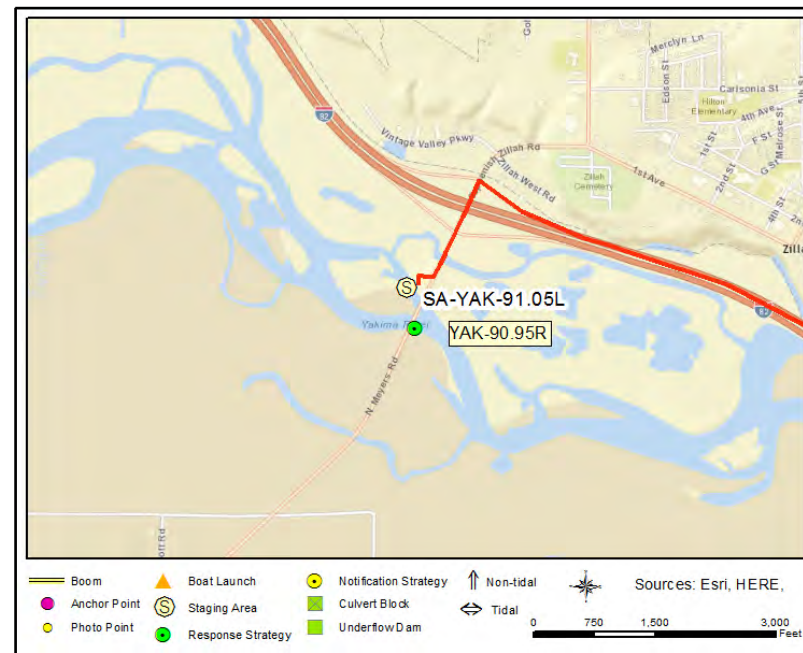 Merclyn Ln
Edson St
Carlsonia St
Hilton
Elementary
4th Ave
5th St
F St
Melrose St
G St
1st St
2nd St
4th St
82
Vintage Valley Pkwy
Zillah Rd
Zillah West Rd
1st Ave
Zillah
Cemetery
S
SA-YAK-91.05L
82
Yakima River
YAK-90.95R
N Meyers Rd
Boom
Boat Launch
Notification Strategy
Non-tidal
Sources: Esri, HERE,
Anchor Point
S Staging Area
Culvert Block
Tidal
Photo Point
Response Strategy
Underflow Dam
0 750 1,500 3,000
Feet